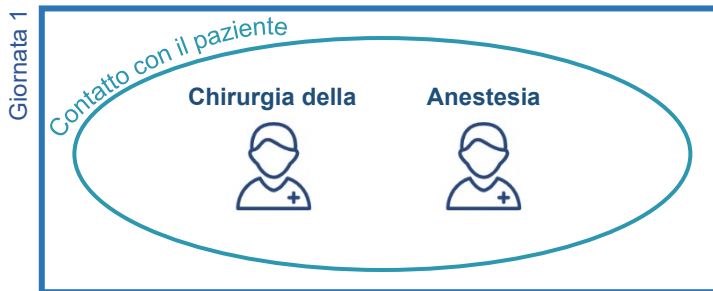 Giornata 1
Contatto con il paziente
Chirurgia della
Anestesia